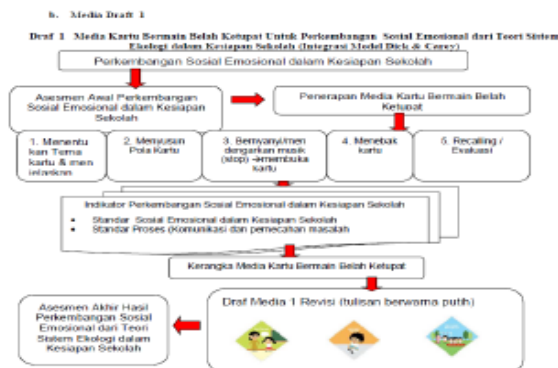 b. Media Draft 1
Draf 1 Media Kartu Bermain Belah Ketupat Untuk Perkembangan Sosial Emosional dari Teori Sistem
Ekologi dalam Kesiapan Sekolah (Integrasi Model Dick & Carey)
Perkembangan Sosial Emosional dalam Kesiapan Sekolah
Asesmen Awal Perkembangan
Sosial Emosional dalam Kesiapan
Sekolah
Penerapan Media Kartu Bermain Belah
Ketupat
1. Menentu
kan Tema
kartu & men
2. Menyusun
Pola Kartu
3. Bernyanyi/men
dengarkan musik
(stop) →membuka
kartu
4. Menebak
kartu
5. Recalling /
Evaluasi
Indikator Perkembangan Sosial Emosional dalam Kesiapan Sekolah
• Standar Sosial Emosional dalam Kesiapan Sekolah
• Standar Proses (Komunikasi dan pemecahan masalah
Kerangka Media Kartu Bermain Belah Ketupat
Draf Media 1 Revisi (tulisan berwarna putih)
Asesmen Akhir Hasil
Perkembangan Sosial
Emosional dari Teori
Sistem Ekologi dalam
Kesiapan Sekolah